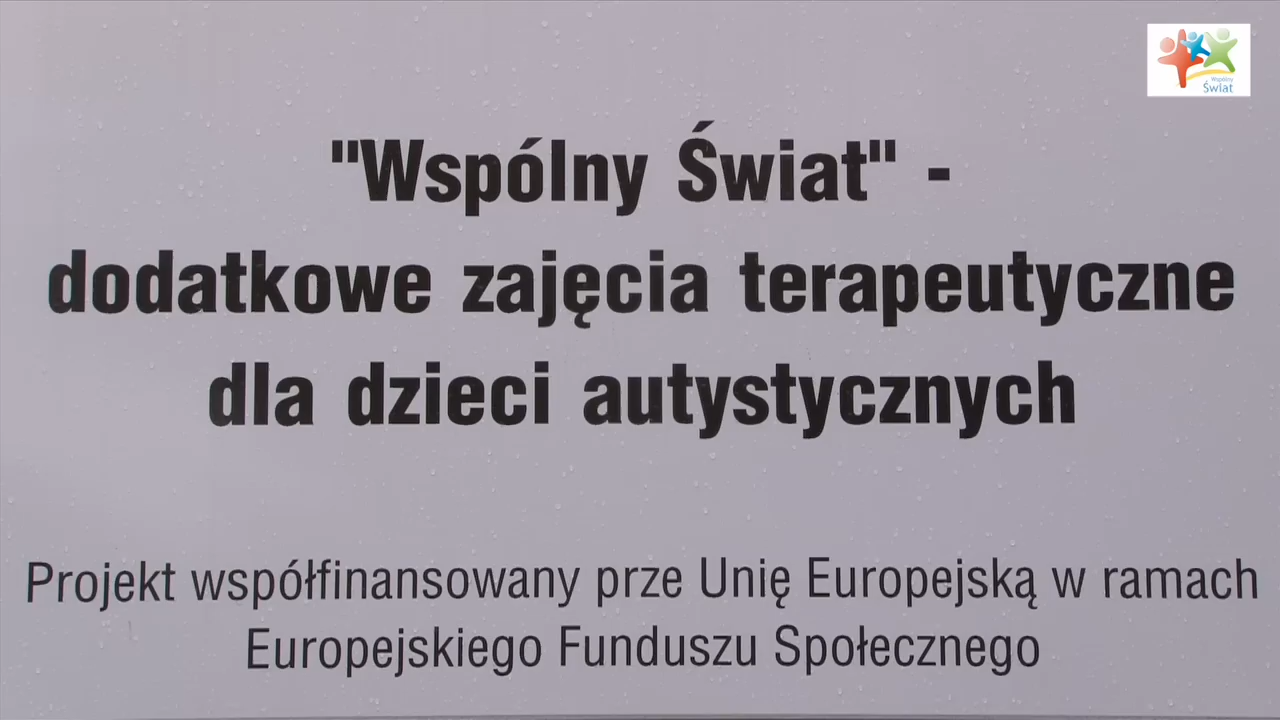 Wspólny
Świat
"Wspólny Świat" -
dodatkowe zajęcia terapeutyczne
dla dzieci autystycznych
Projekt współfinansowany prze Unię Europejską w ramach
Europejskiego Funduszu Społecznego